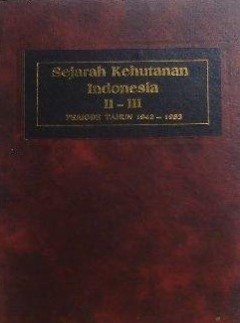 Sejarah Kehutanan
Indonesia
II - III
PERIODE TAHUN 1942 - 1983